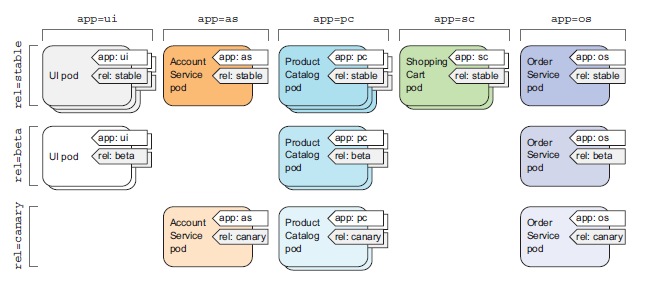 app=ui app=as app=pc app=sc app=os
rel=stable
UI pod
app: ui
rel: stable
Account
Service
pod
app: as
rel: stable
Product
Catalog
pod
app: pc
rel: stable
Shopping
Cart
pod
app: sc
rel: stable
Order
Service
pod
app: os
rel: stable
rel=beta
UI pod
app: ui
rel: beta
Product
Catalog
pod
app: pc
rel: beta
Order
Service
pod
app: os
rel: beta
rel=canary
Account
Service
pod
app: as
rel: canary
Product
Catalog
pod
app: pc
rel: canary
Order
Service
pod
app: os
rel: canary